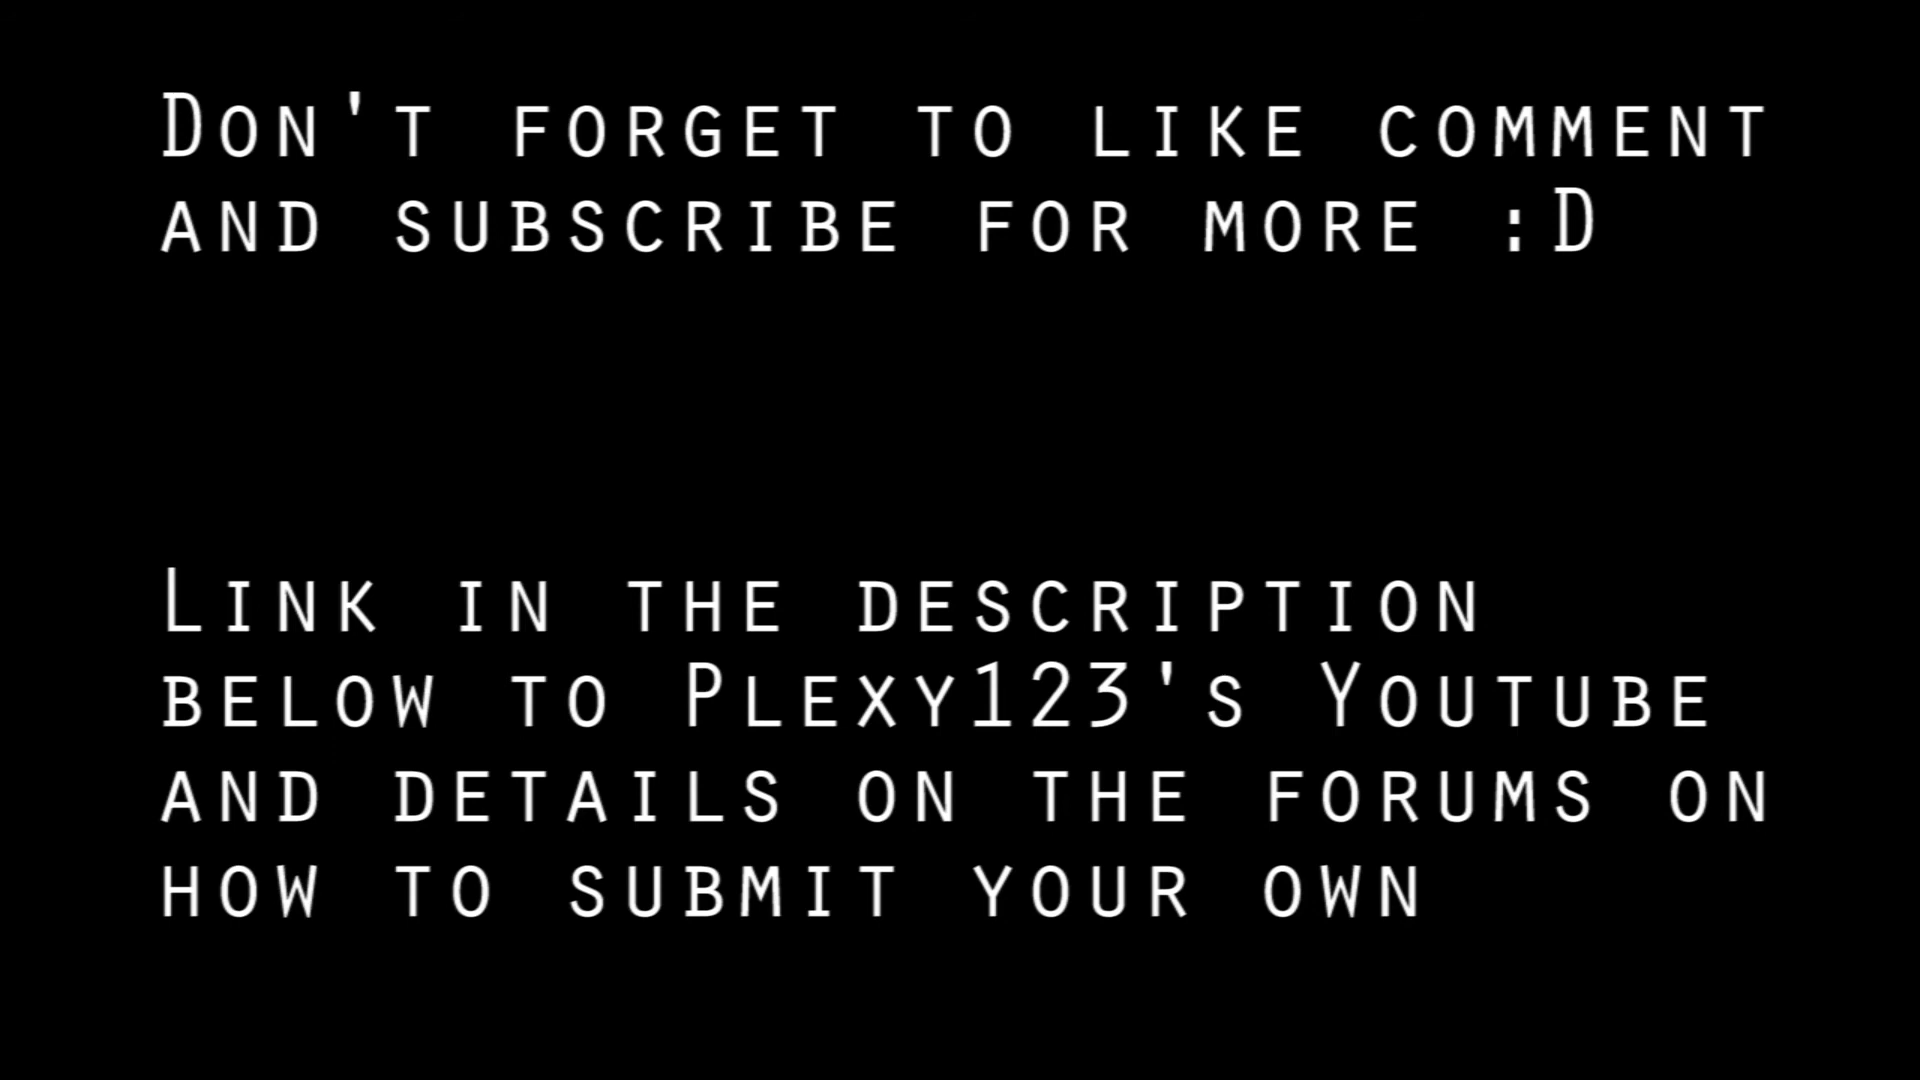 Don't forget to like comment
and subscribe for more :D
Link in the description
below to Plexy123's Youtube
and details on the forums on
how to submit your own